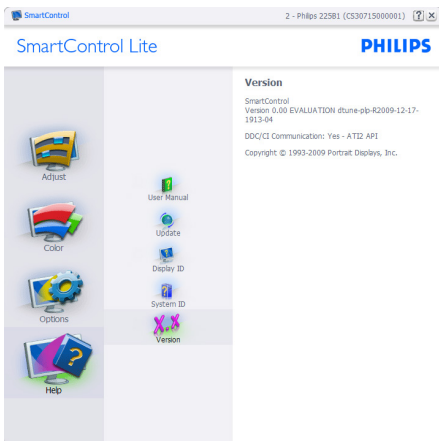 SmartControl
2 - Philips 225B1 (CS30715000001)
SmartControl Lite
PHILIPS
Version
SmartControl
Version 0.00 EVALUATION dtune-plp-R2009-12-17-
1913-04
DDC/CI Communication: Yes - ATI2 API
Copyright © 1993-2009 Portrait Displays, Inc.
Adjust
Color
Options
Help
User Manual
Update
Display ID
System ID
X.X
Version